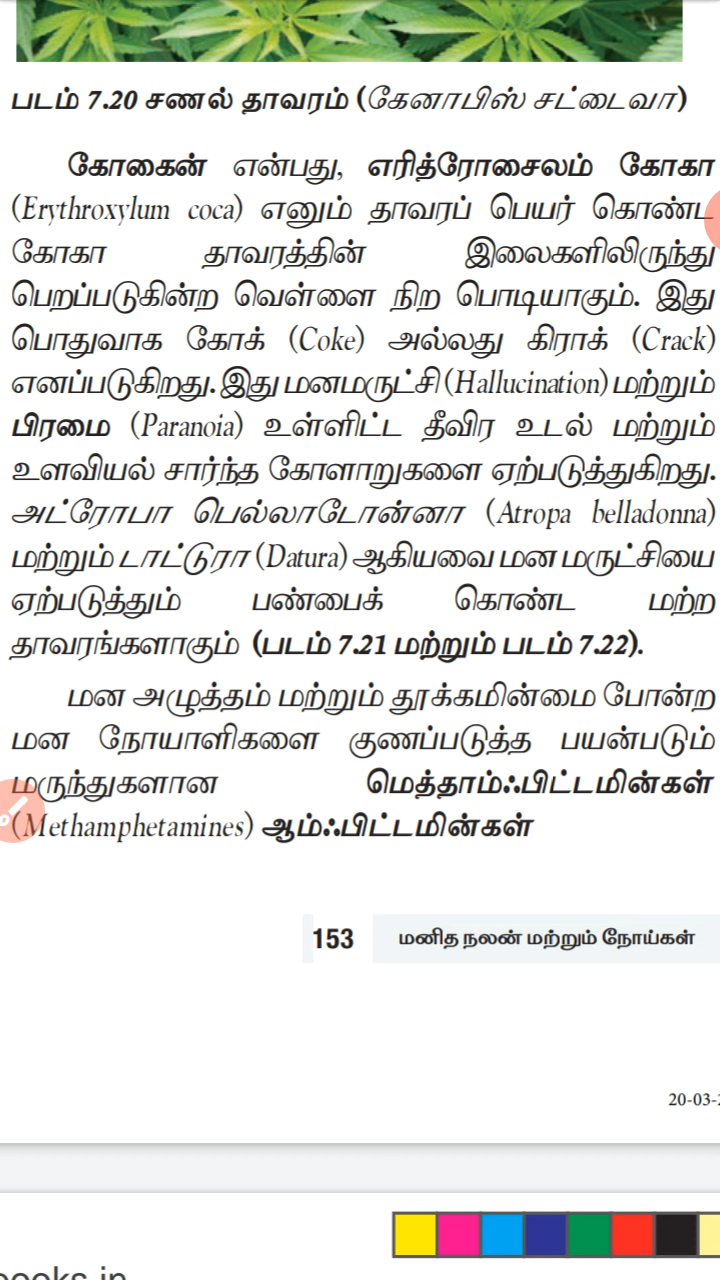 படம் 7.20 சணல் தாவரம் (கேனாபிஸ் சட்டைவா)
கோகைன் என்பது, எரித்ரோசைலம் கோகா
(Erythroxylum coca) எனும் தாவரப் பெயர் கொண்ட
கோகா தாவரத்தின் இலைகளிலிருந்து
பெறப்படுகின்ற வெள்ளை நிற பொடியாகும். இது
பொதுவாக கோக் (Coke) அல்லது கிராக் (Crack)
எனப்படுகிறது. இது மனமருட்சி (Hallucination) மற்றும்
பிரமை (Paranoia) உள்ளிட்ட தீவிர உடல் மற்றும்
உளவியல் சார்ந்த கோளாறுகளை ஏற்படுத்துகிறது.
அட்ரோபா பெல்லாடோன்னா (Atropa belladonna)
மற்றும் டாட்டுரா (Datura) ஆகியவை மன மருட்சியை
ஏற்படுத்தும் பண்பைக் கொண்ட மற்ற
தாவரங்களாகும் (படம் 7.21 மற்றும் படம் 7.22).
மன அழுத்தம் மற்றும் தூக்கமின்மை போன்ற
மன நோயாளிகளை குணப்படுத்த பயன்படும்
மருந்துகளான மெத்தாம்ஃபிட்டமின்கள்
(Methamphetamines) ஆம்ஃபிட்டமின்கள்
153 மனித நலன் மற்றும் நோய்கள்
20-03-